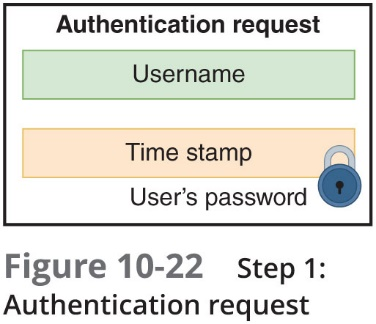 Authentication request
Username
Time stamp
User's password
Figure 10-22 Step 1:
Authentication request